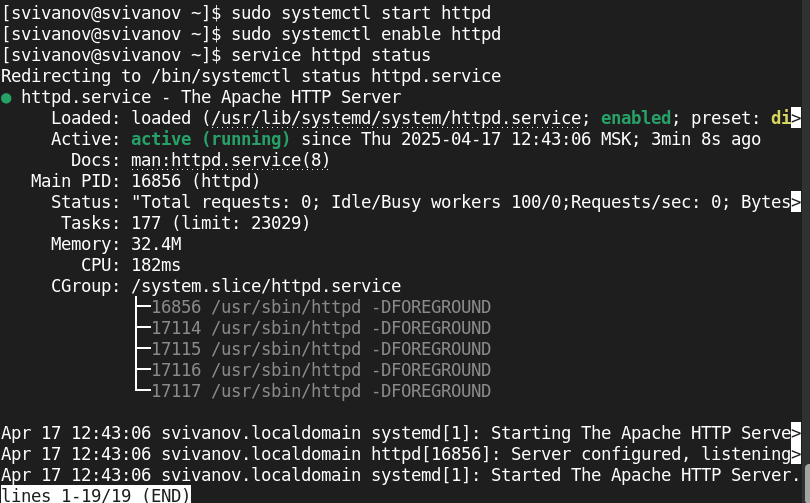 [svivanov@svivanov ~]$ sudo systemctl start httpd
[svivanov@svivanov ~]$ sudo systemctl enable httpd
[svivanov@svivanov ~]$ service httpd status
Redirecting to /bin/systemctl status httpd.service
● httpd.service - The Apache HTTP Server
     Loaded: loaded (/usr/lib/systemd/system/httpd.service; enabled; preset: di>
     Active: active (running) since Thu 2025-04-17 12:43:06 MSK; 3min 8s ago
       Docs: man:httpd.service(8)
   Main PID: 16856 (httpd)
     Status: "Total requests: 0; Idle/Busy workers 100/0;Requests/sec: 0; Bytes>
      Tasks: 177 (limit: 23029)
     Memory: 32.4M
        CPU: 182ms
     CGroup: /system.slice/httpd.service
             ├─16856 /usr/sbin/httpd -DFOREGROUND
             ├─17114 /usr/sbin/httpd -DFOREGROUND
             ├─17115 /usr/sbin/httpd -DFOREGROUND
             ├─17116 /usr/sbin/httpd -DFOREGROUND
             └─17117 /usr/sbin/httpd -DFOREGROUND

Apr 17 12:43:06 svivanov.localdomain systemd[1]: Starting The Apache HTTP Serve>
Apr 17 12:43:06 svivanov.localdomain httpd[16856]: Server configured, listening>
Apr 17 12:43:06 svivanov.localdomain systemd[1]: Started The Apache HTTP Server.
lines 1-19/19 (END)